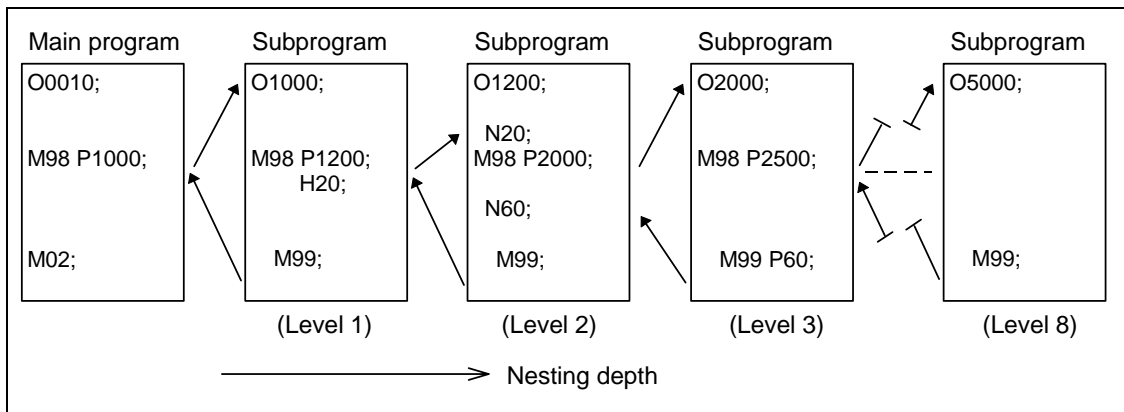 Main program
O0010;
M98 P1000;
M02;
Subprogram
O1000;
M98 P1200;
H20;
M99;
(Level 1)
Subprogram
O1200;
N20;
M98 P2000;
N60;
M99;
(Level 2)
Subprogram
O2000;
M98 P2500;
M99 P60;
(Level 3)
Subprogram
O5000;
M99;
(Level 8)
Nesting depth